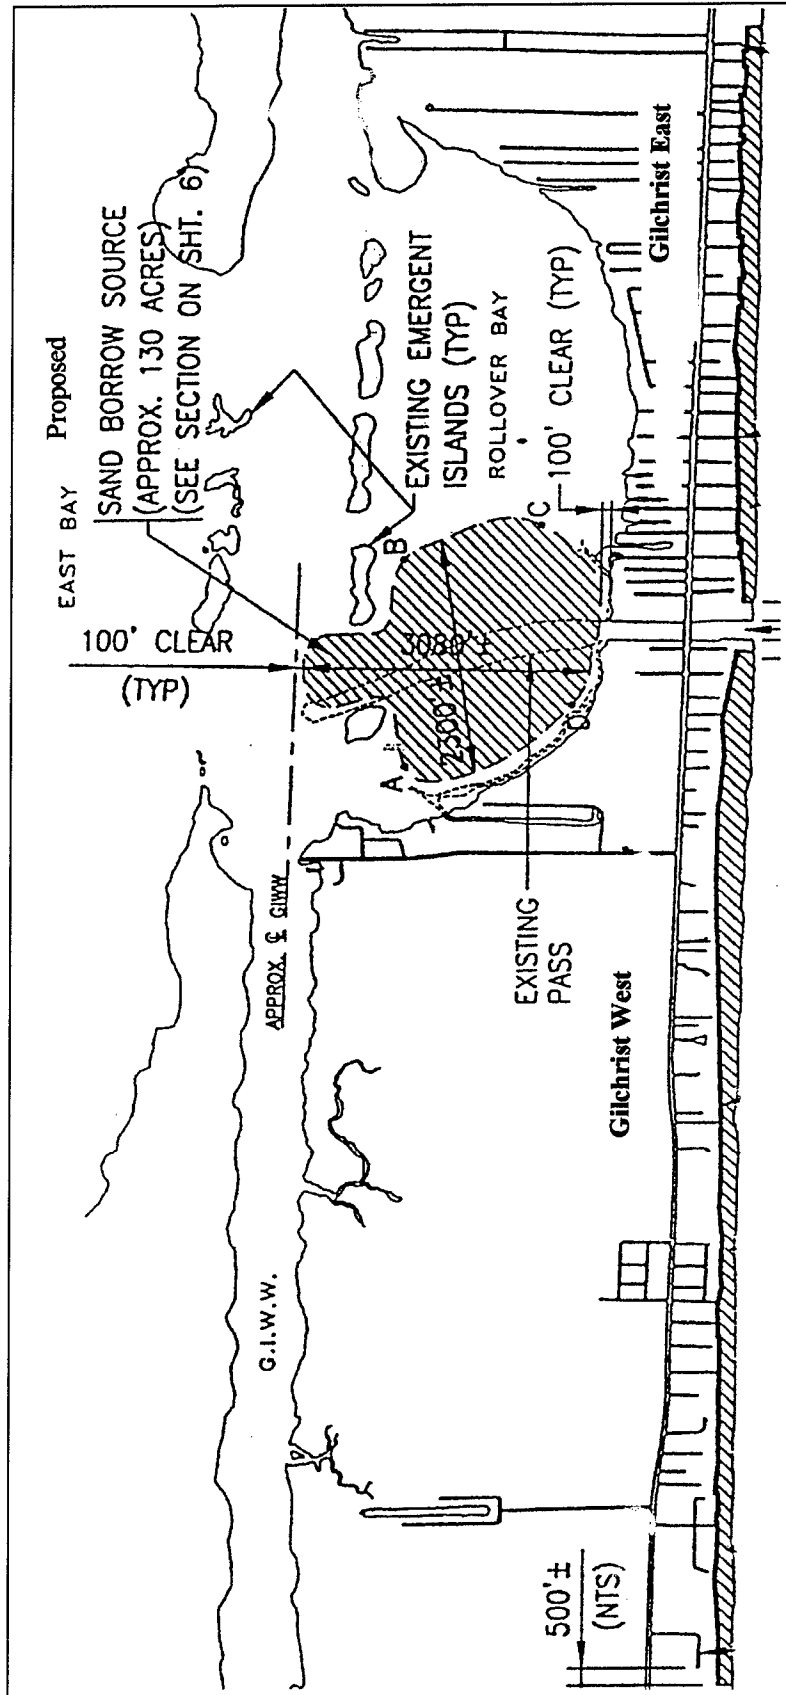 EAST BAY
Proposed
SAND BORROW SOURCE
(APPROX. 130 ACRES)
(SEE SECTION ON SHT. 6)
100' CLEAR
(TYP)
EXISTING EMERGENT
ISLANDS (TYP)
ROLLOVER BAY
100' CLEAR (TYP)
Gilchrist East
A
B
C
D
3080'±
2300'±
APPROX. ℄ GIWW
EXISTING
PASS
G.I.W.W.
Gilchrist West
500'±
(NTS)